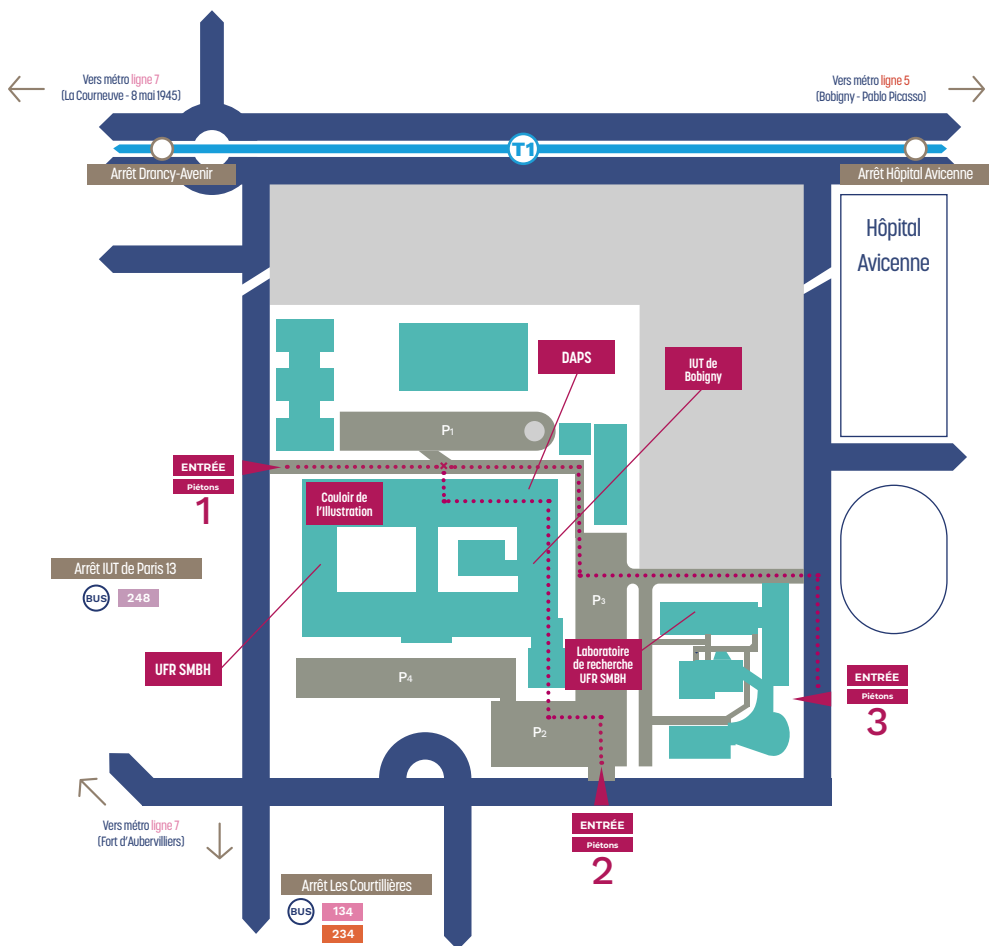 Vers métro ligne 7
(La Courneuve - 8 mai 1945)
Vers métro ligne 5
(Bobigny - Pablo Picasso)
T1
Arrêt Drancy-Avenir
Arrêt Hôpital Avicenne
Hôpital
Avicenne
DAPS
IUT de
Bobigny
P1
ENTRÉE
Piétons
1
Couloir de
l'Illustration
Arrêt IUT de Paris 13
BUS 248
P3
UFR SMBH
Laboratoire
de recherche
UFR SMBH
P4
ENTRÉE
Piétons
3
P2
Vers métro ligne 7
(Fort d'Aubervilliers)
ENTRÉE
Piétons
2
Arrêt Les Courtillières
BUS 134
234